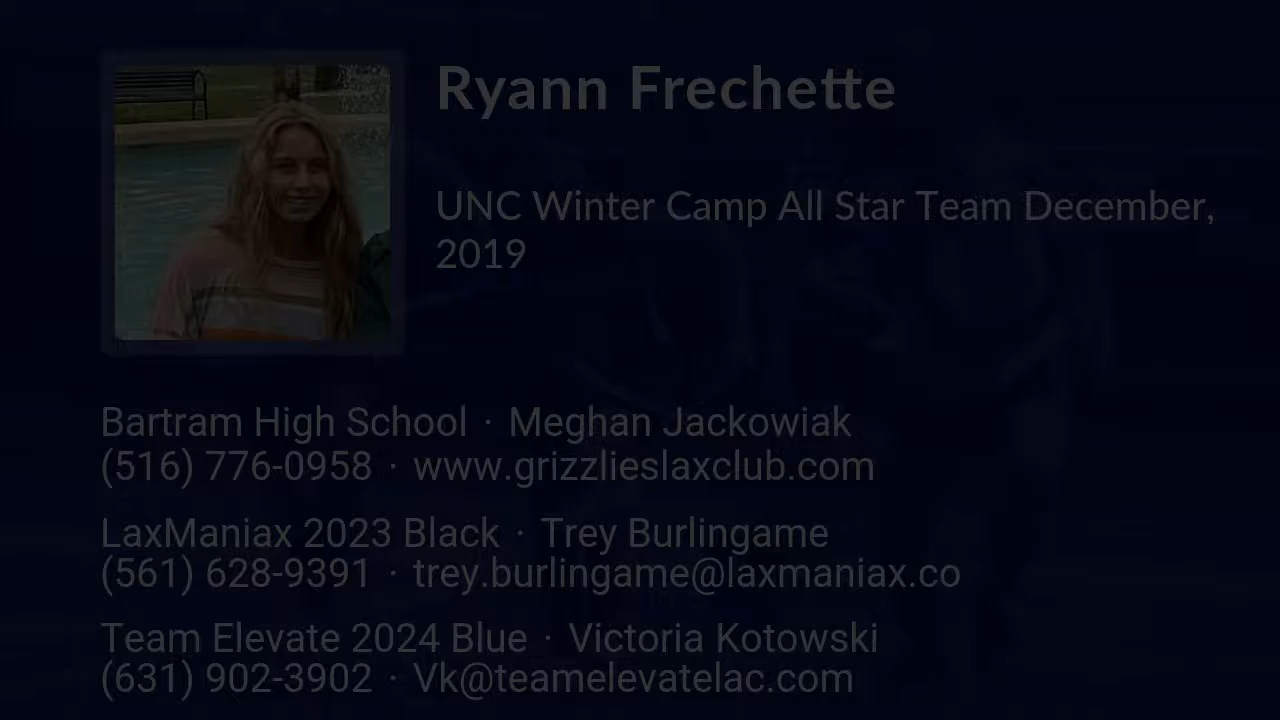 Ryann Frechette
UNC Winter Camp All Star Team December,
2019
Bartram High School · Meghan Jackowiak
(516) 776-0958 · www.grizzlieslaxclub.com
LaxManiax 2023 Black · Trey Burlingame
(561) 628-9391 · trey.burlingame@laxmaniax.co
Team Elevate 2024 Blue · Victoria Kotowski
(631) 902-3902 · Vk@teamelevatelac.com